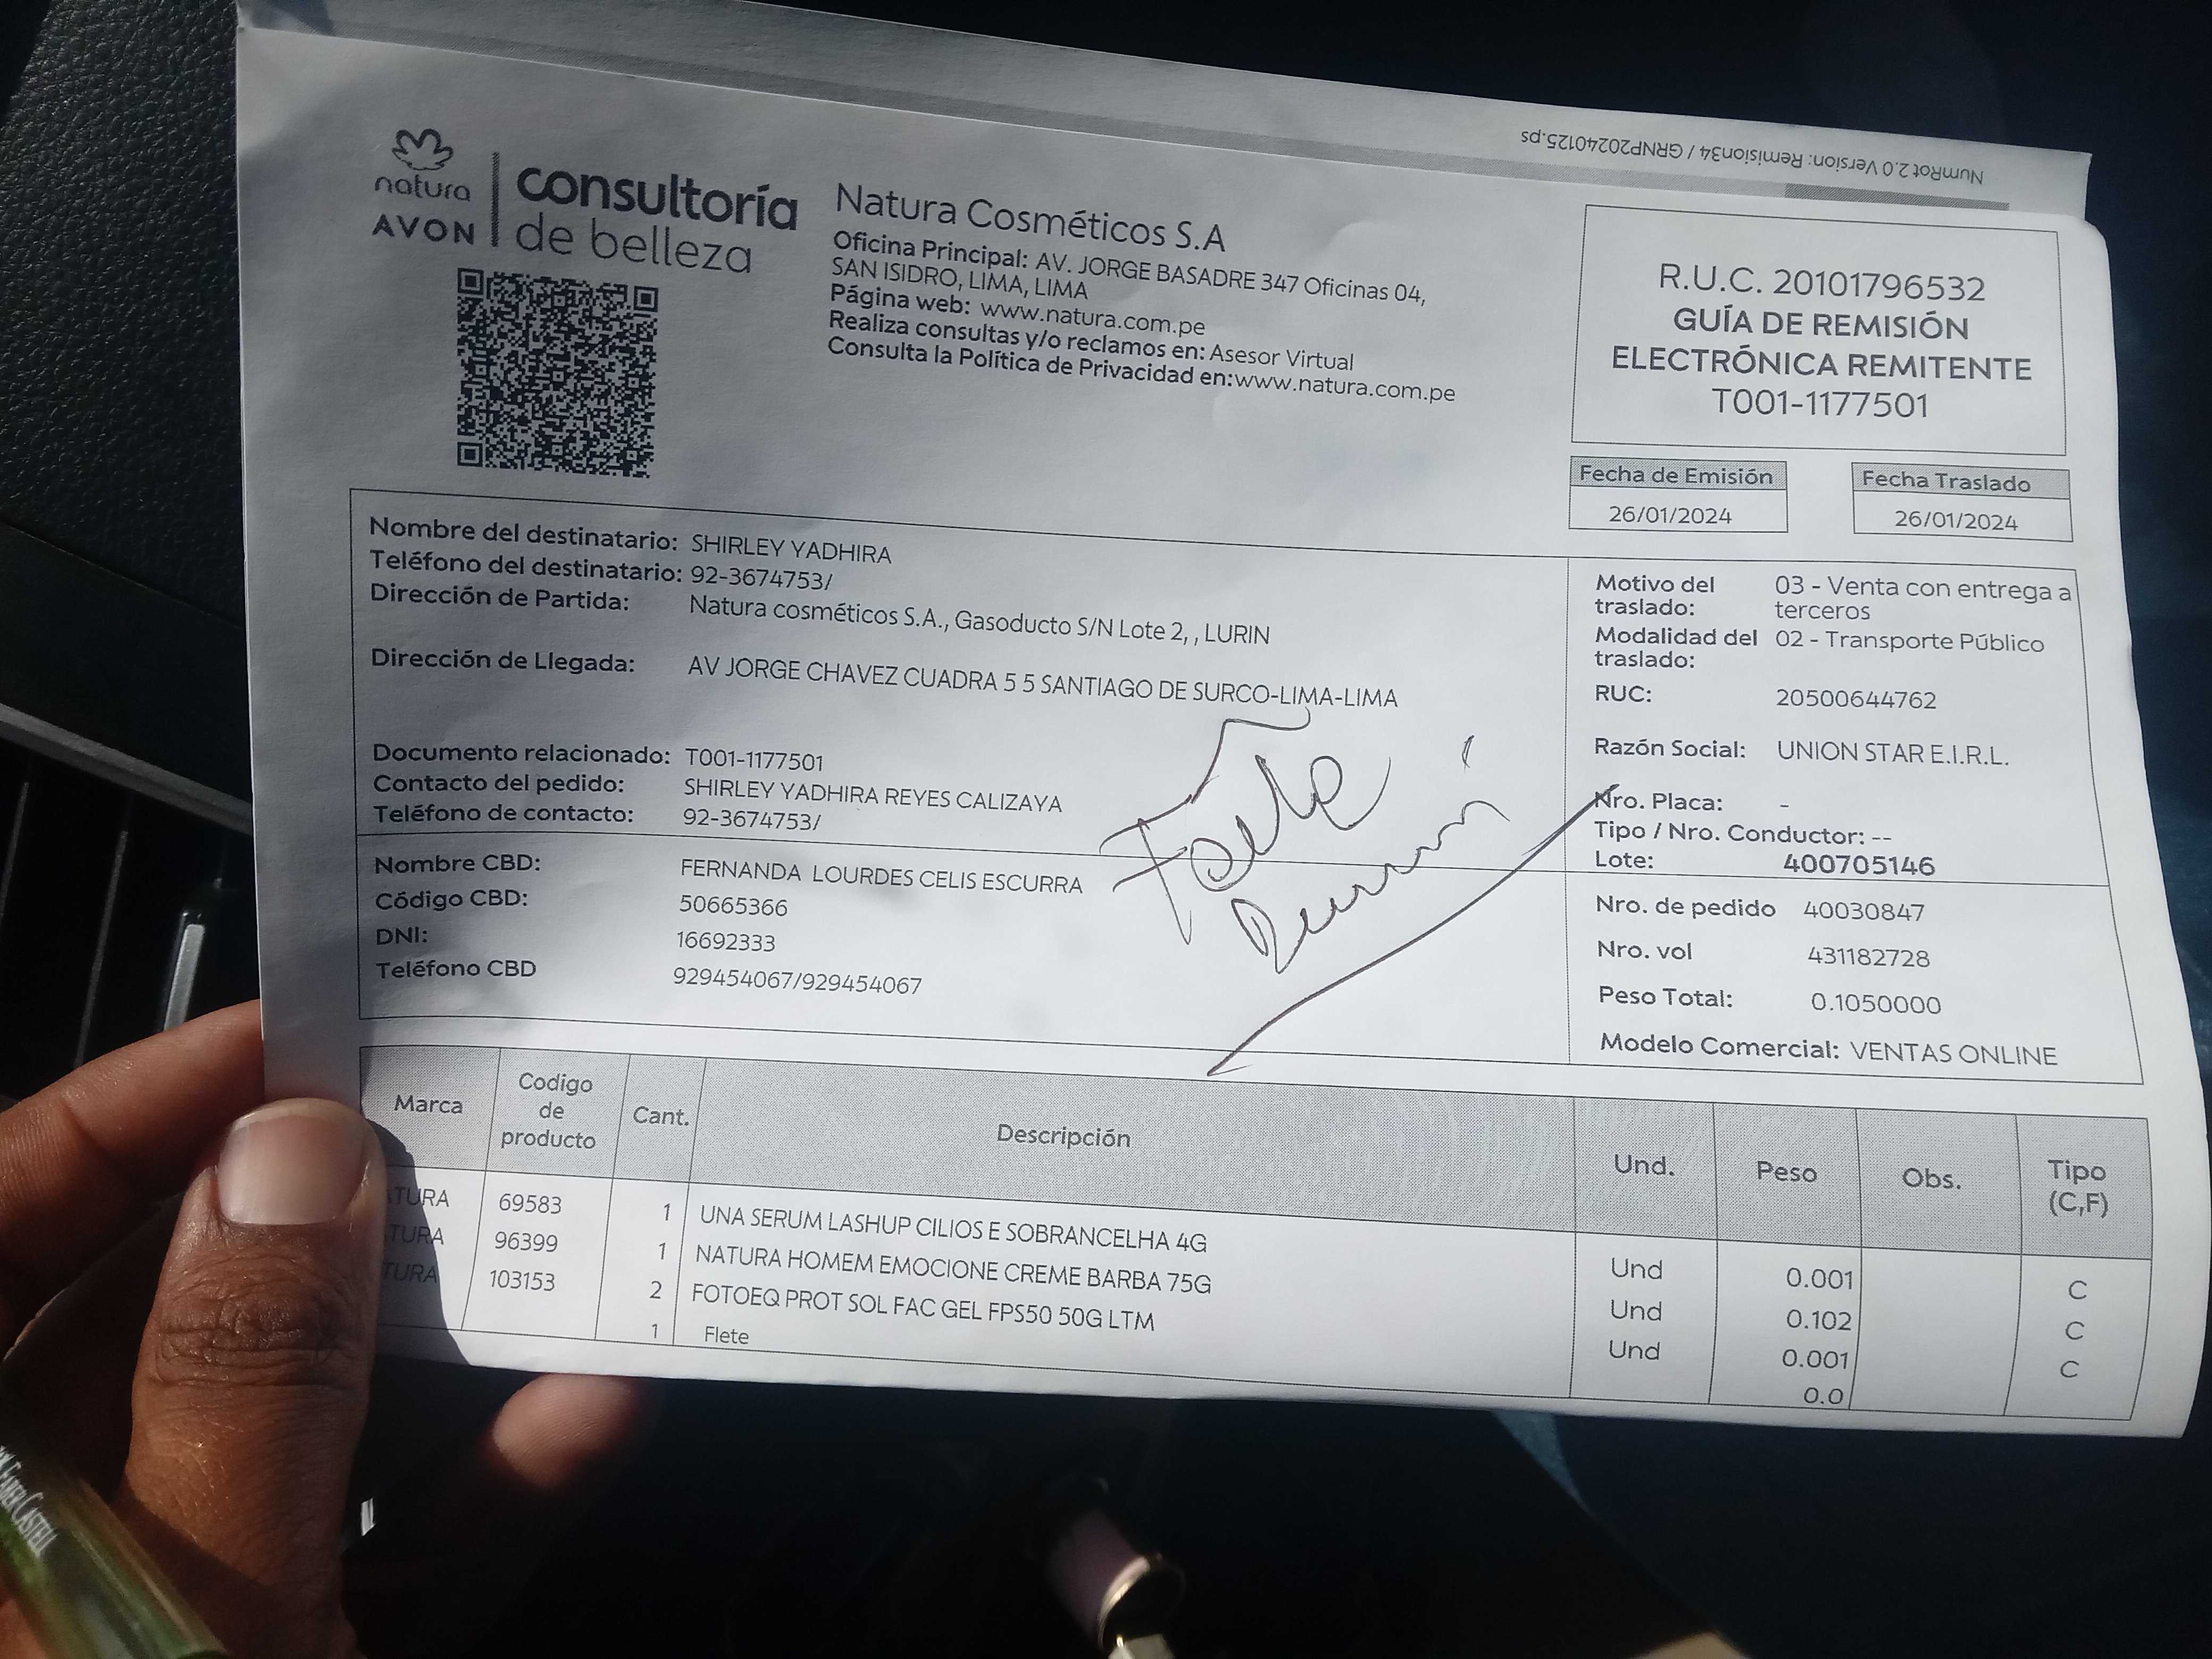 NumRot 2.0 Version: Remision34 / GRNP20240125.ps
natura
AVON
consultoría
de belleza
Natura Cosméticos S.A
Oficina Principal: AV. JORGE BASADRE 347 Oficinas 04,
SAN ISIDRO, LIMA, LIMA
Página web: www.natura.com.pe
Realiza consultas y/o reclamos en: Asesor Virtual
Consulta la Política de Privacidad en:www.natura.com.pe
R.U.C. 20101796532
GUÍA DE REMISIÓN
ELECTRÓNICA REMITENTE
T001-1177501
Fecha de Emisión
26/01/2024
Fecha Traslado
26/01/2024
Nombre del destinatario: SHIRLEY YADHIRA
Teléfono del destinatario: 92-3674753/
Dirección de Partida: Natura cosméticos S.A., Gasoducto S/N Lote 2, , LURIN
Dirección de Llegada: AV JORGE CHAVEZ CUADRA 5 5 SANTIAGO DE SURCO-LIMA-LIMA
Documento relacionado: T001-1177501
Contacto del pedido: SHIRLEY YADHIRA REYES CALIZAYA
Teléfono de contacto: 92-3674753/
Motivo del traslado: 03 - Venta con entrega a terceros
Modalidad del traslado: 02 - Transporte Público
RUC: 20500644762
Razón Social: UNION STAR E.I.R.L.
Nro. Placa: -
Tipo / Nro. Conductor: --
Lote: 400705146
Nombre CBD: FERNANDA LOURDES CELIS ESCURRA
Código CBD: 50665366
DNI: 16692333
Teléfono CBD 929454067/929454067
Nro. de pedido 40030847
Nro. vol 431182728
Peso Total: 0.1050000
Modelo Comercial: VENTAS ONLINE
Marca Codigo de producto Cant. Descripción Und. Peso Obs. Tipo (C,F)
ATURA 69583 1 UNA SERUM LASHUP CILIOS E SOBRANCELHA 4G Und 0.001 C
TURA 96399 1 NATURA HOMEM EMOCIONE CREME BARBA 75G Und 0.102 C
TURA 103153 2 FOTOEQ PROT SOL FAC GEL FPS50 50G LTM Und 0.001 C
1 Flete 0.0
FABER CASTELL